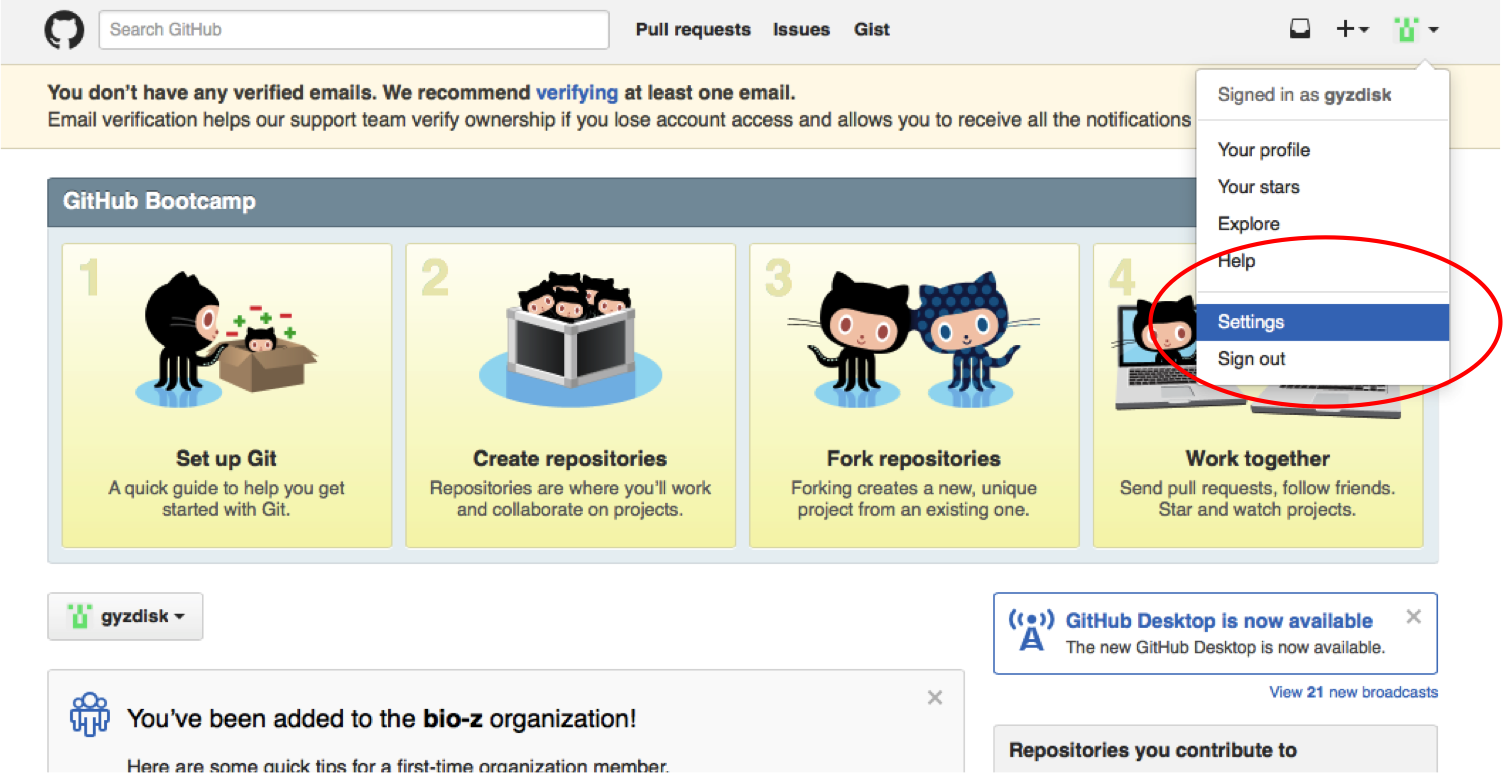 Search GitHub
Pull requests Issues Gist
You don't have any verified emails. We recommend verifying at least one email.
Email verification helps our support team verify ownership if you lose account access and allows you to receive all the notifications
Signed in as gyzdisk
Your profile
Your stars
Explore
Help
Settings
Sign out
GitHub Bootcamp
1
Set up Git
A quick guide to help you get
started with Git.
2
Create repositories
Repositories are where you'll work
and collaborate on projects.
3
Fork repositories
Forking creates a new, unique
project from an existing one.
4
Work together
Send pull requests, follow friends.
Star and watch projects.
gyzdisk
GitHub Desktop is now available
The new GitHub Desktop is now available.
View 21 new broadcasts
You've been added to the bio-z organization!
Here are some quick tips for a first-time organization member.
Repositories you contribute to